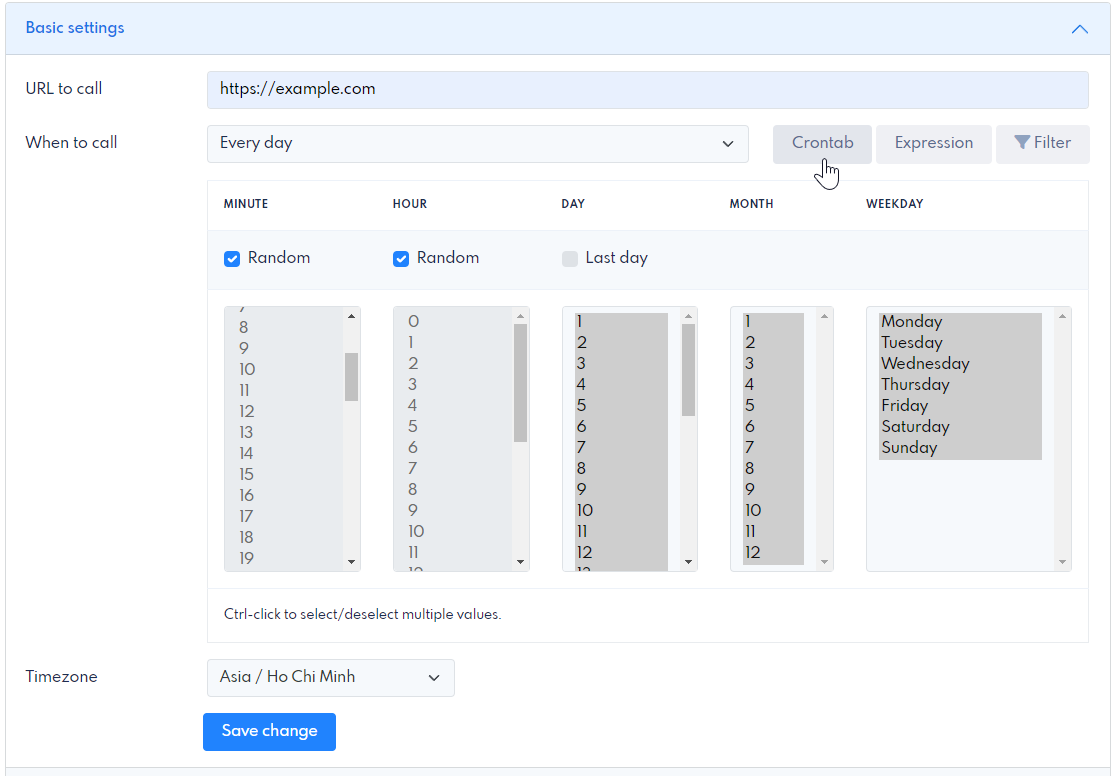 Basic settings
URL to call https://example.com
When to call Every day Crontab Expression Filter
MINUTE HOUR DAY MONTH WEEKDAY
Random Random Last day
8 0 1 1 Monday
9 1 2 2 Tuesday
10 2 3 3 Wednesday
11 3 4 4 Thursday
12 4 5 5 Friday
13 5 6 6 Saturday
14 6 7 7 Sunday
15 7 8 8
16 8 9 9
17 9 10 10
18 10 11 11
19 11 12 12
Ctrl-click to select/deselect multiple values.
Timezone Asia / Ho Chi Minh
Save change